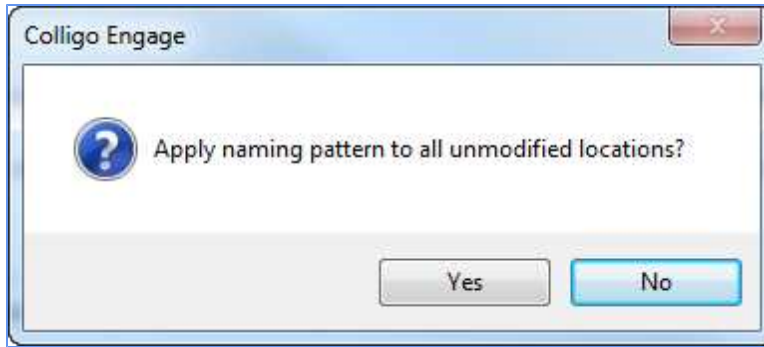 Colligo Engage
Apply naming pattern to all unmodified locations?
Yes
No